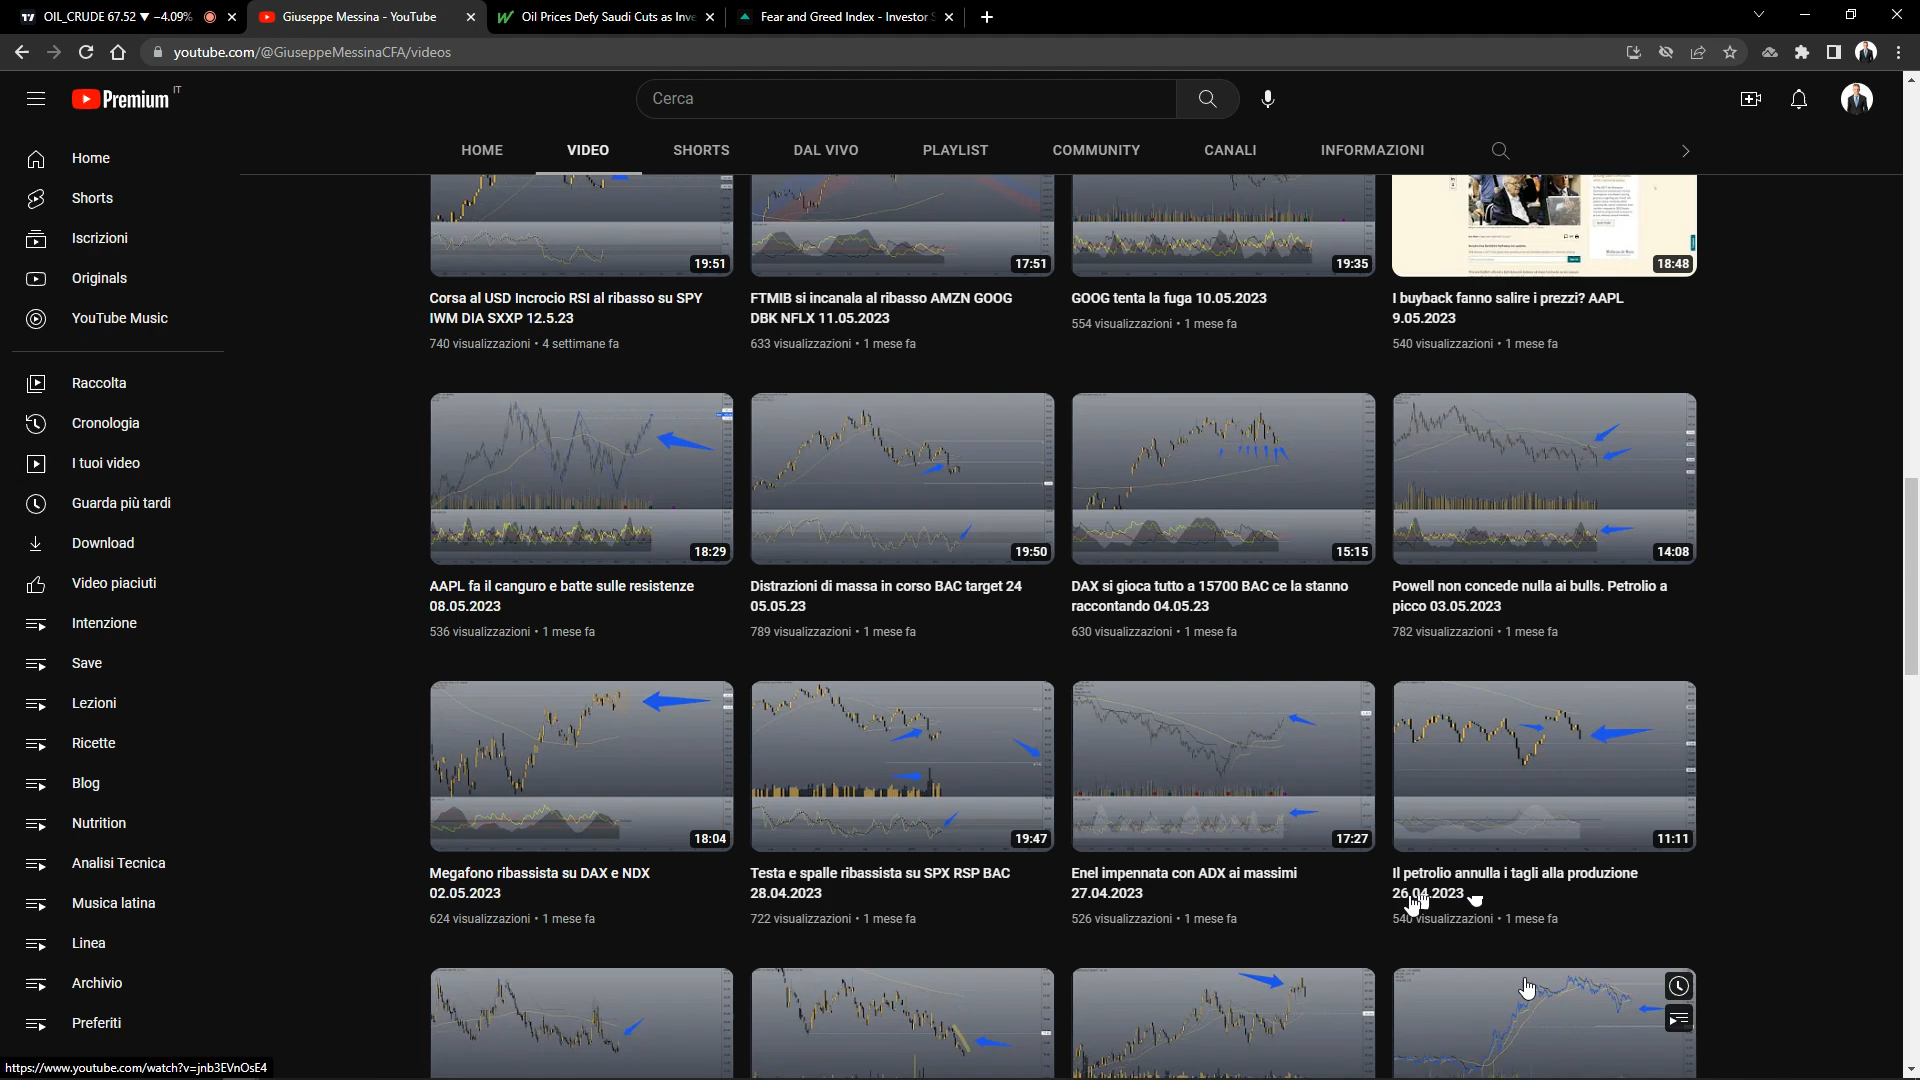 OIL_CRUDE 67.52 ▼ −4.09%
Giuseppe Messina - YouTube
Oil Prices Defy Saudi Cuts as Inve
Fear and Greed Index - Investor S
youtube.com/@GiuseppeMessinaCFA/videos
Premium IT
Cerca
HOME VIDEO SHORTS DAL VIVO PLAYLIST COMMUNITY CANALI INFORMAZIONI
Home
Shorts
Iscrizioni
Originals
YouTube Music
Raccolta
Cronologia
I tuoi video
Guarda più tardi
Download
Video piaciuti
Intenzione
Save
Lezioni
Ricette
Blog
Nutrition
Analisi Tecnica
Musica latina
Linea
Archivio
Preferiti
19:51
Corsa al USD Incrocio RSI al ribasso su SPY
IWM DIA SXXP 12.5.23
740 visualizzazioni • 4 settimane fa
17:51
FTMIB si incanala al ribasso AMZN GOOG
DBK NFLX 11.05.2023
633 visualizzazioni • 1 mese fa
19:35
GOOG tenta la fuga 10.05.2023
554 visualizzazioni • 1 mese fa
18:48
I buyback fanno salire i prezzi? AAPL
9.05.2023
540 visualizzazioni • 1 mese fa
18:29
AAPL fa il canguro e batte sulle resistenze
08.05.2023
536 visualizzazioni • 1 mese fa
19:50
Distrazioni di massa in corso BAC target 24
05.05.23
789 visualizzazioni • 1 mese fa
15:15
DAX si gioca tutto a 15700 BAC ce la stanno
raccontando 04.05.23
630 visualizzazioni • 1 mese fa
14:08
Powell non concede nulla ai bulls. Petrolio a
picco 03.05.2023
782 visualizzazioni • 1 mese fa
18:04
Megafono ribassista su DAX e NDX
02.05.2023
624 visualizzazioni • 1 mese fa
19:47
Testa e spalle ribassista su SPX RSP BAC
28.04.2023
722 visualizzazioni • 1 mese fa
17:27
Enel impennata con ADX ai massimi
27.04.2023
526 visualizzazioni • 1 mese fa
11:11
Il petrolio annulla i tagli alla produzione
26.04.2023
540 visualizzazioni • 1 mese fa
https://www.youtube.com/watch?v=jnb3EVnOsE4